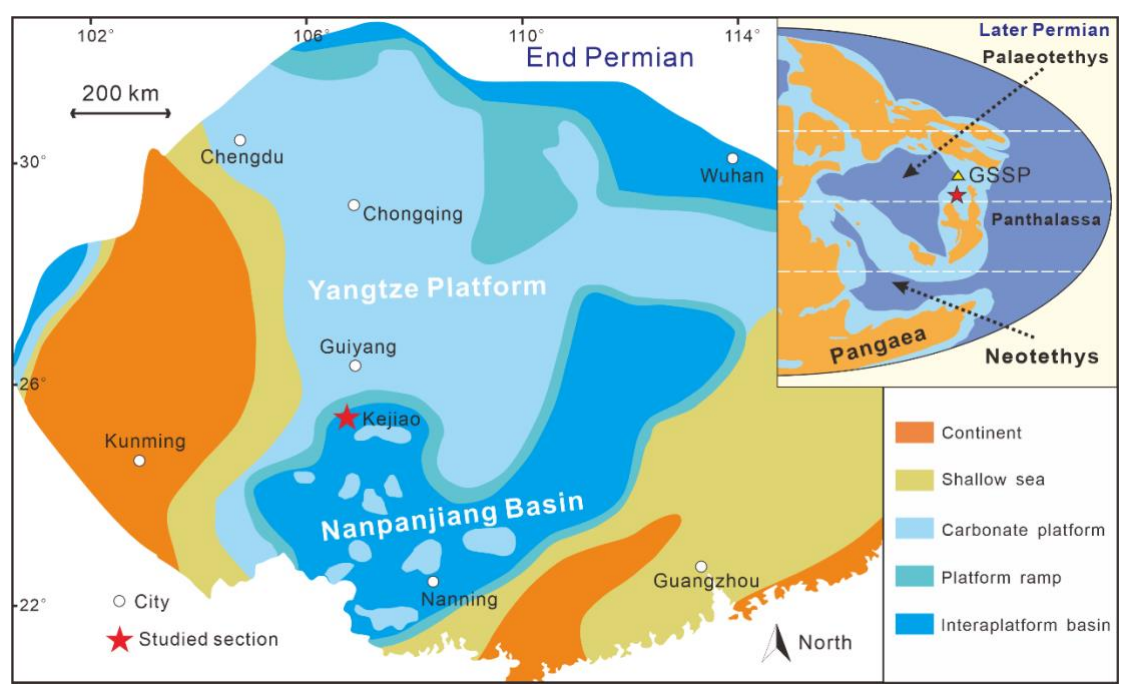 102°
106°
110°
114°
End Permian
200 km
30°
26°
22°
Chengdu
Chongqing
Wuhan
Yangtze Platform
Guiyang
Kejiao
Kunming
Nanpanjiang Basin
Nanning
Guangzhou
City
Studied section
North
Later Permian
Palaeotethys
GSSP
Panthalassa
Pangaea
Neotethys
Continent
Shallow sea
Carbonate platform
Platform ramp
Interaplatform basin